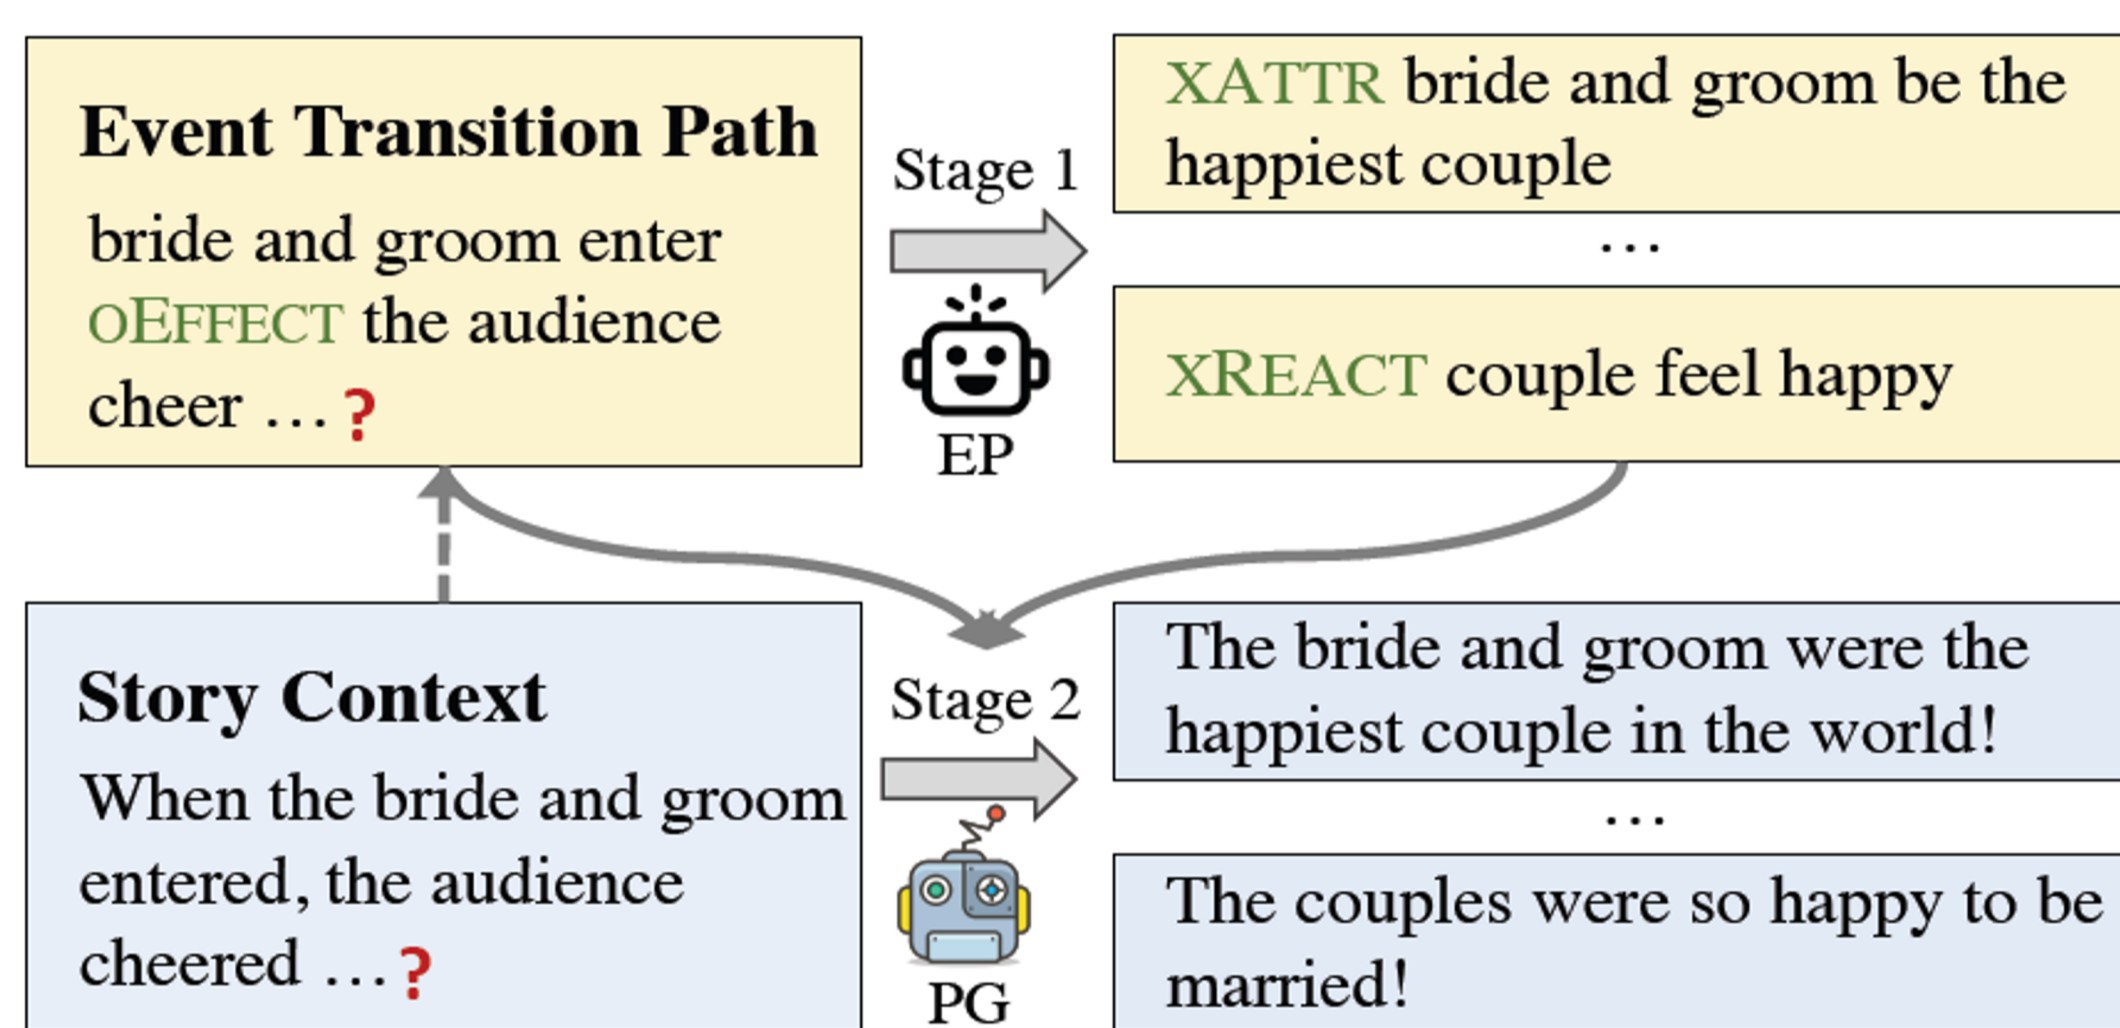 Event Transition Path
bride and groom enter
OEFFECT the audience
cheer ... ?
Stage 1
EP
XATTR bride and groom be the
happiest couple
...
XREACT couple feel happy
Story Context
When the bride and groom
entered, the audience
cheered ... ?
Stage 2
PG
The bride and groom were the
happiest couple in the world!
...
The couples were so happy to be
married!